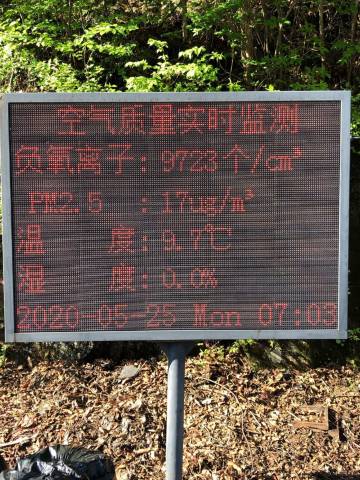 空气质量实时监测
负氧离子：9723个/cm³
PM2.5 ：17ug/m³
温 度：9.7℃
湿 度：0.0%
2020-05-25 Mon 07:03